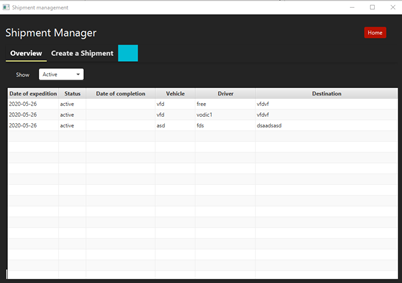 Shipment management
Shipment Manager
Home
Overview Create a Shipment
Show Active
Date of expedition Status Date of completion Vehicle Driver Destination
2020-05-26 active vfd free vfdvf
2020-05-26 active vfd vodic1 vfdvf
2020-05-26 active asd fds dsaadsasd